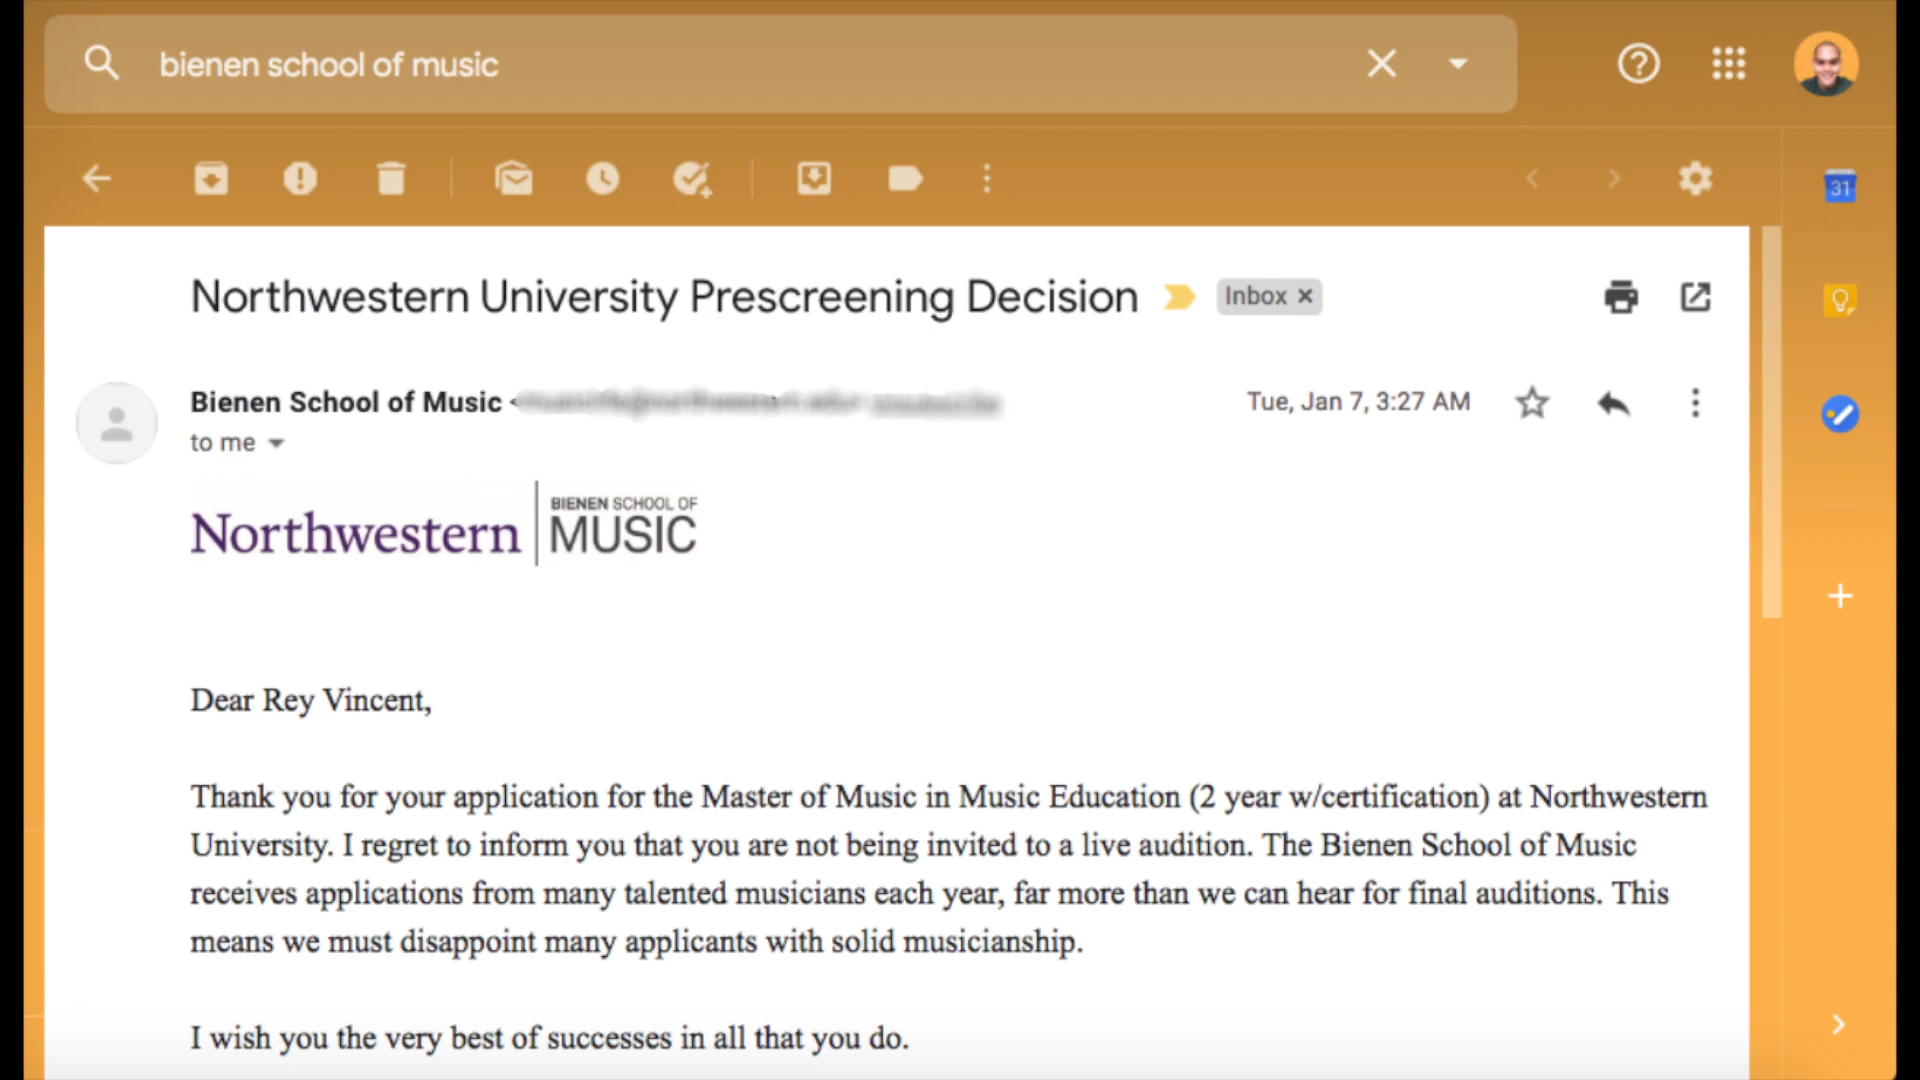 bienen school of music
31
Northwestern University Prescreening Decision
Inbox
Bienen School of Music
Tue, Jan 7, 3:27 AM
to me
Northwestern
BIENEN SCHOOL OF
MUSIC
Dear Rey Vincent,
Thank you for your application for the Master of Music in Music Education (2 year w/certification) at Northwestern
University. I regret to inform you that you are not being invited to a live audition. The Bienen School of Music
receives applications from many talented musicians each year, far more than we can hear for final auditions. This
means we must disappoint many applicants with solid musicianship.
I wish you the very best of successes in all that you do.